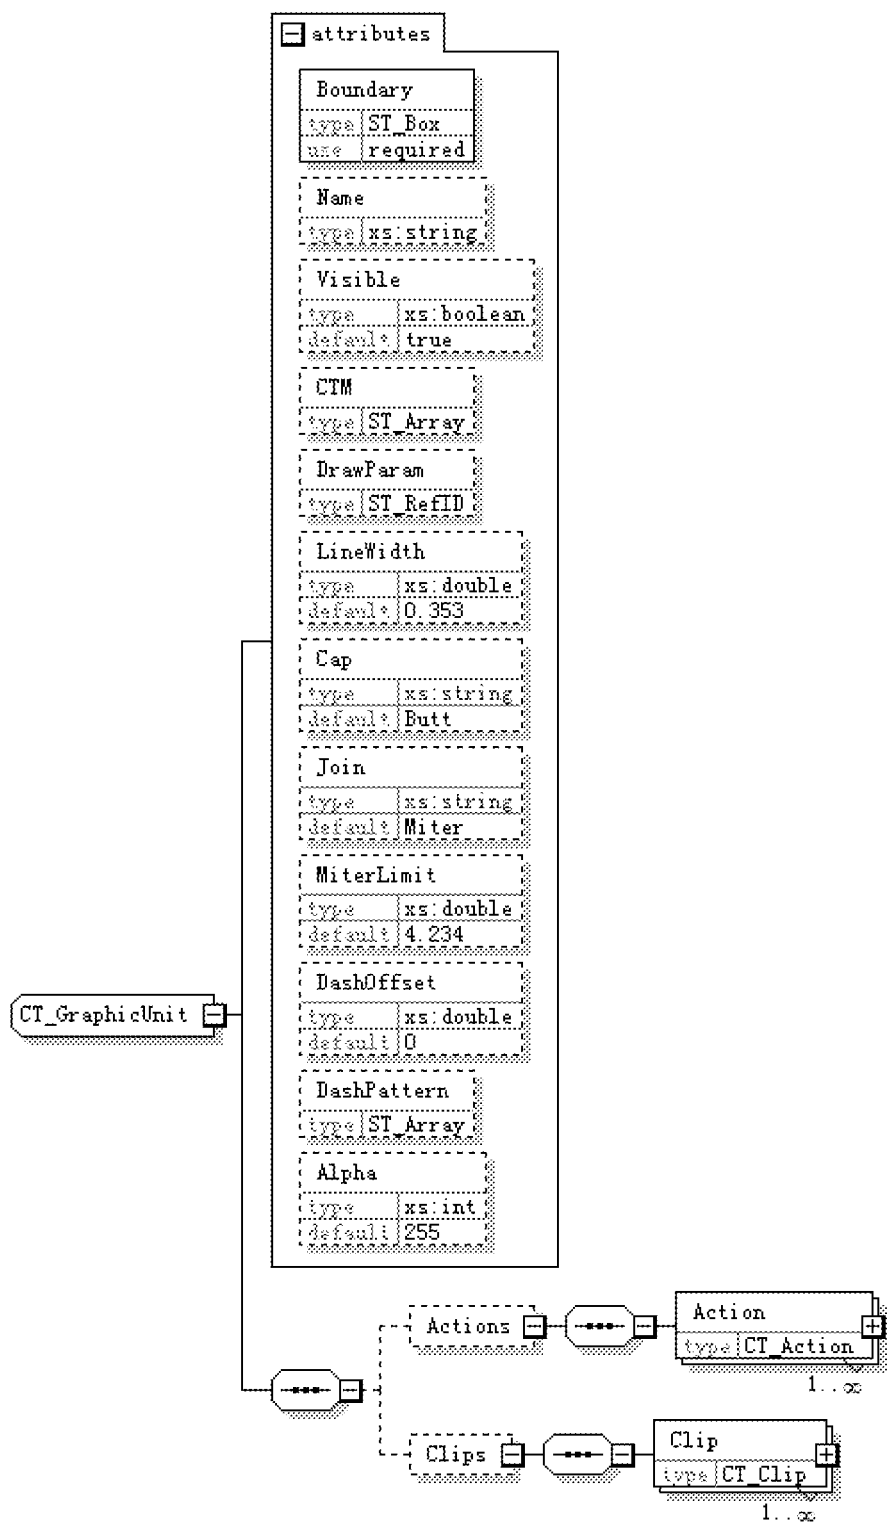 attributes
Boundary
type ST_Box
use required
Name
type xs:string
Visible
type xs:boolean
default true
CTM
type ST_Array
DrawParam
type ST_RefID
LineWidth
type xs:double
default 0.353
Cap
type xs:string
default Butt
Join
type xs:string
default Miter
MiterLimit
type xs:double
default 4.234
DashOffset
type xs:double
default 0
DashPattern
type ST_Array
Alpha
type xs:int
default 255
CT_GraphicUnit
Actions
Action
type CT_Action
1..∞
Clips
Clip
type CT_Clip
1..∞